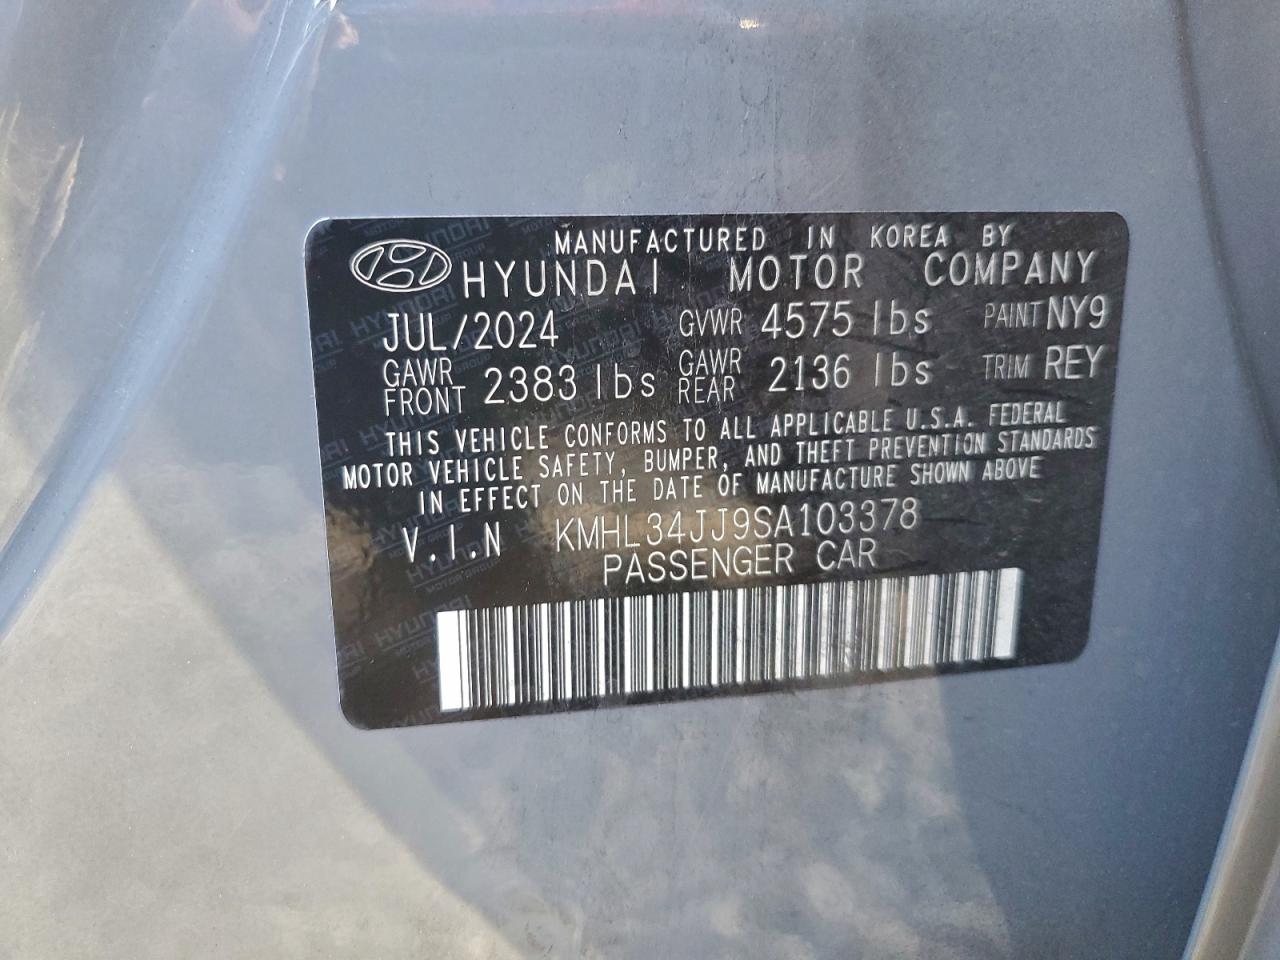 MANUFACTURED IN KOREA BY
HYUNDAI MOTOR COMPANY
JUL/2024 GVWR 4575 lbs PAINT NY9
GAWR FRONT 2383 lbs GAWR REAR 2136 lbs TRIM REY
THIS VEHICLE CONFORMS TO ALL APPLICABLE U.S.A. FEDERAL
MOTOR VEHICLE SAFETY, BUMPER, AND THEFT PREVENTION STANDARDS
IN EFFECT ON THE DATE OF MANUFACTURE SHOWN ABOVE
V.I.N KMHL34JJ9SA103378
PASSENGER CAR